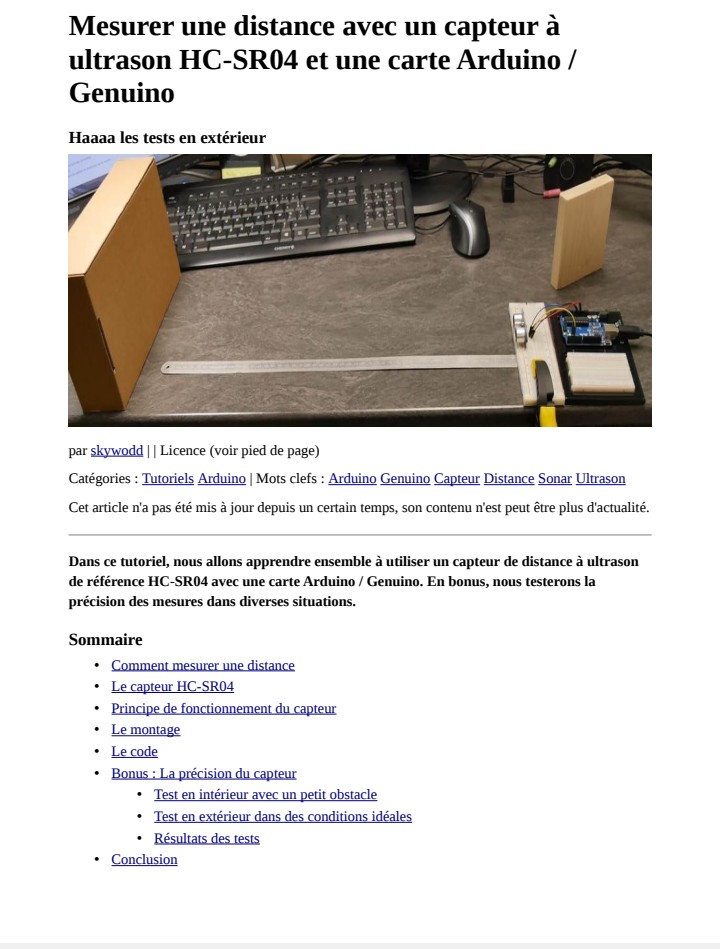 Mesurer une distance avec un capteur à
ultrason HC-SR04 et une carte Arduino /
Genuino
Haaaa les tests en extérieur
par skywodd | | Licence (voir pied de page)
Catégories : Tutoriels Arduino | Mots clefs : Arduino Genuino Capteur Distance Sonar Ultrason
Cet article n'a pas été mis à jour depuis un certain temps, son contenu n'est peut être plus d'actualité.
Dans ce tutoriel, nous allons apprendre ensemble à utiliser un capteur de distance à ultrason
de référence HC-SR04 avec une carte Arduino / Genuino. En bonus, nous testerons la
précision des mesures dans diverses situations.
Sommaire
• Comment mesurer une distance
• Le capteur HC-SR04
• Principe de fonctionnement du capteur
• Le montage
• Le code
• Bonus : La précision du capteur
• Test en intérieur avec un petit obstacle
• Test en extérieur dans des conditions idéales
• Résultats des tests
• Conclusion